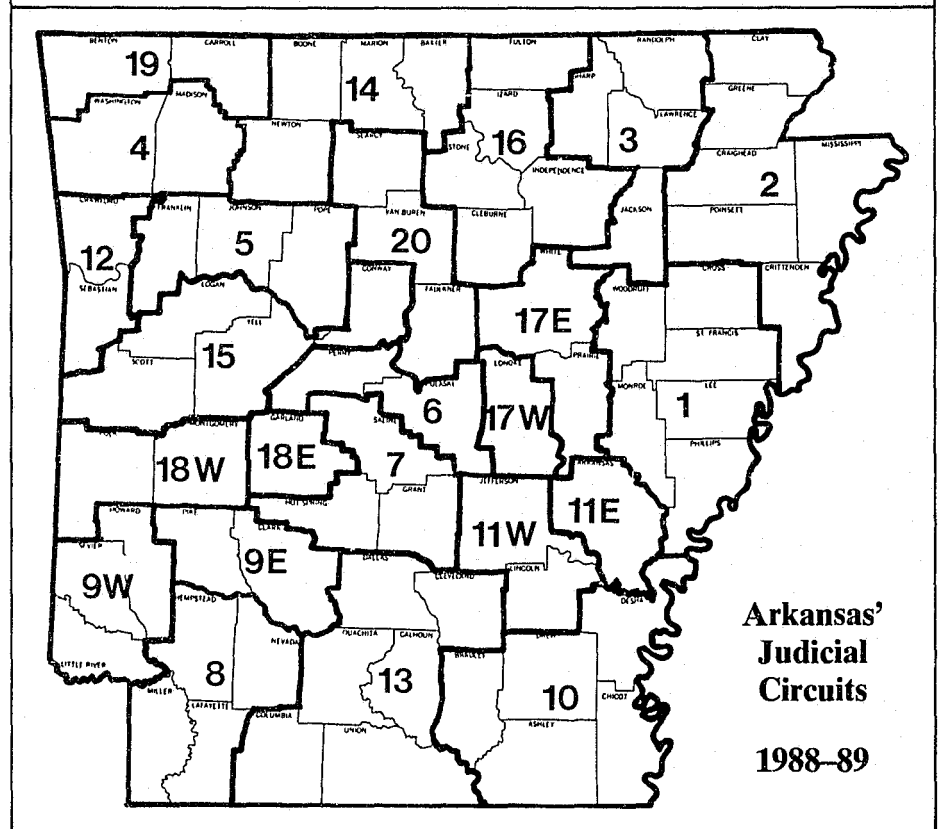 BENTON CARROLL BOONE MARION BAXTER FULTON RANDOLPH CLAY
19 14 SHARP
WASHINGTON MADISON IZARD GREENE
NEWTON SEARCY STONE LAWRENCE
4 16 3 CRAIGHEAD MISSISSIPPI
INDEPENDENCE 2
CRAWFORD FRANKLIN JOHNSON POPE VAN BUREN CLEBURNE JACKSON POINSETT
12 5 20 WHITE
SEBASTIAN LOGAN CONWAY FAULKNER WOODRUFF CROSS CRITTENDEN
YELL 17E ST FRANCIS
SCOTT 15 PERRY LONOKE PRAIRIE
PULASKI MONROE LEE
POLK MONTGOMERY GARLAND SALINE 6 17W 1
PHILLIPS
18W 18E 7 ARKANSAS
HOT SPRING GRANT JEFFERSON
HOWARD PIKE CLARK 11W 11E
SEVIER DALLAS
9W 9E CLEVELAND LINCOLN
HEMPSTEAD DESHA
NEVADA OUACHITA CALHOUN DREW
LITTLE RIVER BRADLEY
MILLER 8 13 10 CHICOT
LAFAYETTE COLUMBIA UNION ASHLEY
Arkansas'
Judicial
Circuits
1988–89